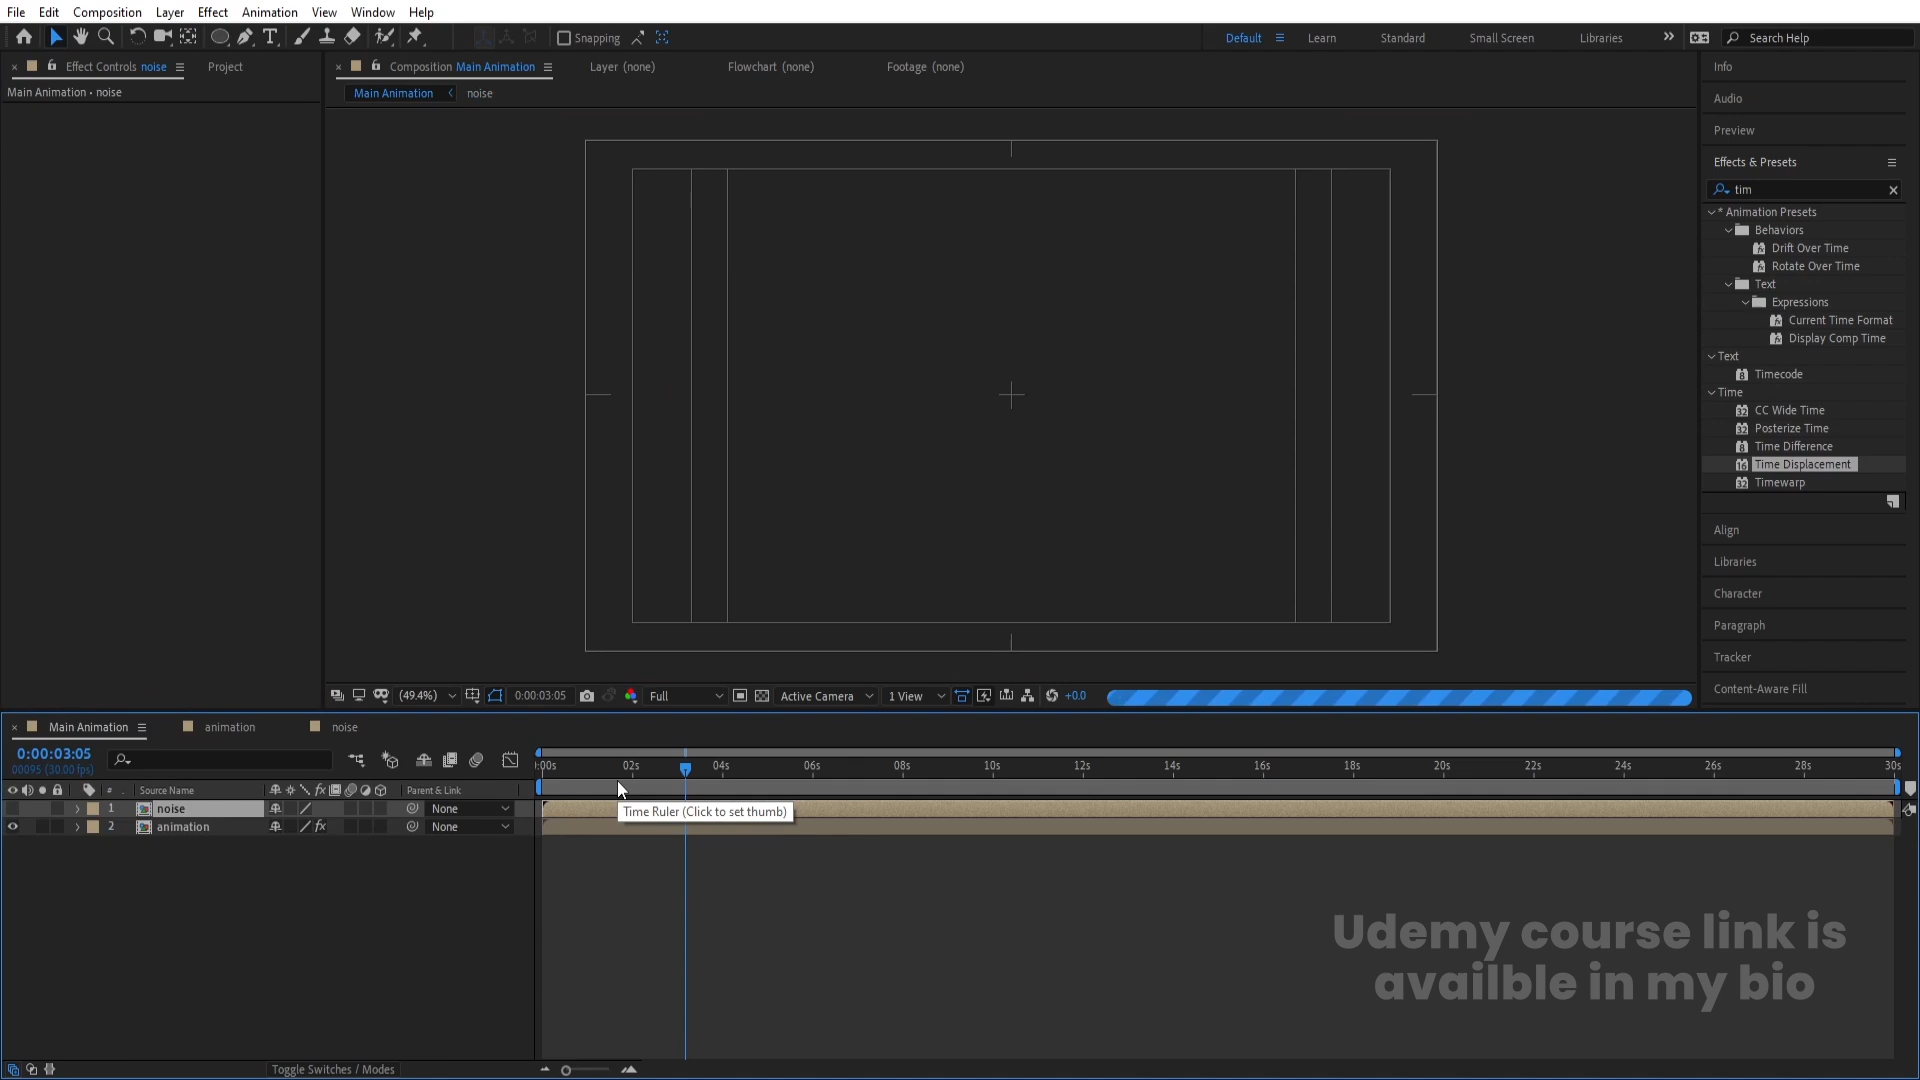 File Edit Composition Layer Effect Animation View Window Help
Snapping Default Learn Standard Small Screen Libraries Search Help
Effect Controls noise Project
Composition Main Animation Layer (none) Flowchart (none) Footage (none)
Info
Main Animation • noise
Main Animation noise
Audio
Preview
Effects & Presets
tim
* Animation Presets
Behaviors
Drift Over Time
Rotate Over Time
Text
Expressions
Current Time Format
Display Comp Time
Text
Timecode
Time
CC Wide Time
Posterize Time
Time Difference
Time Displacement
Timewarp
Align
Libraries
Character
Paragraph
Tracker
Content-Aware Fill
(49.4%) 0:00:03:05 Full Active Camera 1 View +0.0
Main Animation animation noise
0:00:03:05
00095 (30.00 fps)
:00s 02s 04s 06s 08s 10s 12s 14s 16s 18s 20s 22s 24s 26s 28s 30s
# Source Name fx Parent & Link
1 noise None
Time Ruler (Click to set thumb)
2 animation fx None
Udemy course link is
availble in my bio
Toggle Switches / Modes